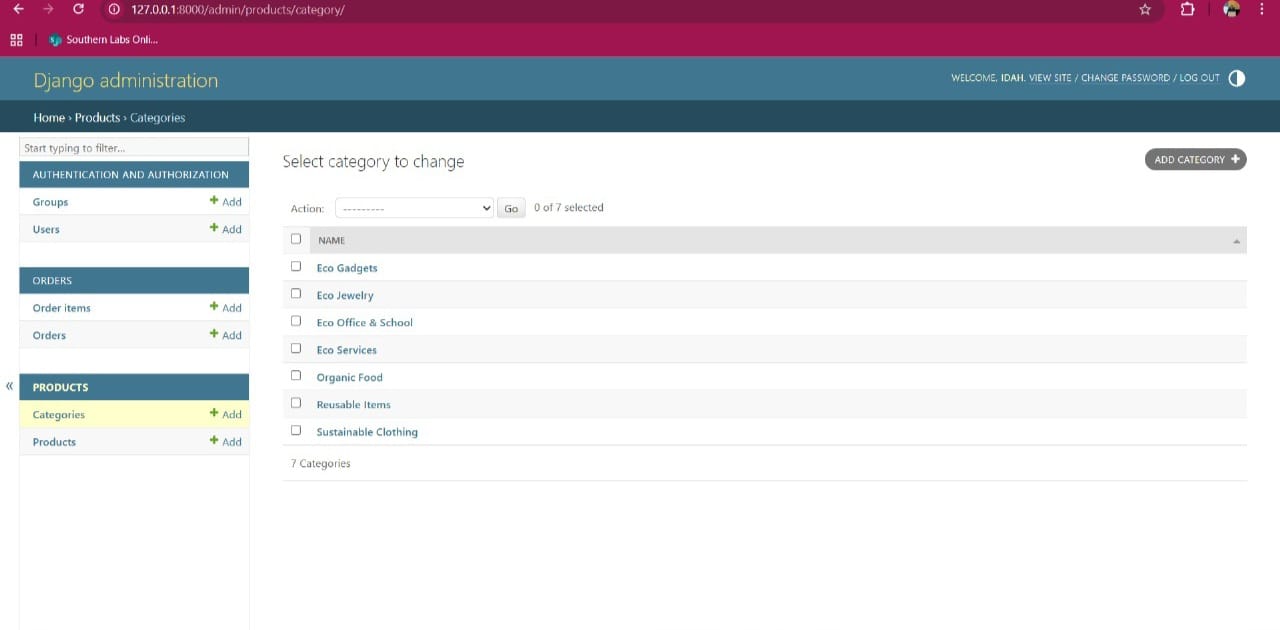 127.0.0.1:8000/admin/products/category/
Southern Labs Onli...
Django administration
WELCOME, IDAH. VIEW SITE / CHANGE PASSWORD / LOG OUT
Home › Products › Categories
Start typing to filter...
AUTHENTICATION AND AUTHORIZATION
Groups + Add
Users + Add
ORDERS
Order items + Add
Orders + Add
«
PRODUCTS
Categories + Add
Products + Add
Select category to change
ADD CATEGORY +
Action: --------- Go 0 of 7 selected
NAME
Eco Gadgets
Eco Jewelry
Eco Office & School
Eco Services
Organic Food
Reusable Items
Sustainable Clothing
7 Categories